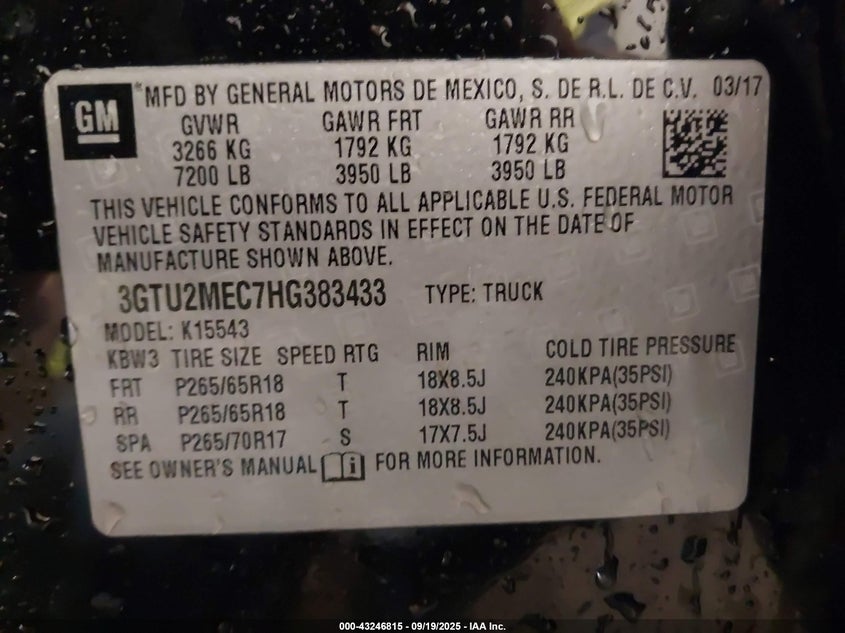 GM
*MFD BY GENERAL MOTORS DE MEXICO, S. DE R.L. DE C.V. 03/17
GVWR GAWR FRT GAWR RR
3266 KG 1792 KG 1792 KG
7200 LB 3950 LB 3950 LB
THIS VEHICLE CONFORMS TO ALL APPLICABLE U.S. FEDERAL MOTOR
VEHICLE SAFETY STANDARDS IN EFFECT ON THE DATE OF
MANUFACTURE SHOWN ABOVE.
3GTU2MEC7HG383433 TYPE: TRUCK
MODEL: K15543
KBW3 TIRE SIZE SPEED RTG RIM COLD TIRE PRESSURE
FRT P265/65R18 T 18X8.5J 240KPA(35PSI)
RR P265/65R18 T 18X8.5J 240KPA(35PSI)
SPA P265/70R17 S 17X7.5J 240KPA(35PSI)
SEE OWNER'S MANUAL i FOR MORE INFORMATION.
000-43246815 - 09/19/2025 - IAA Inc.